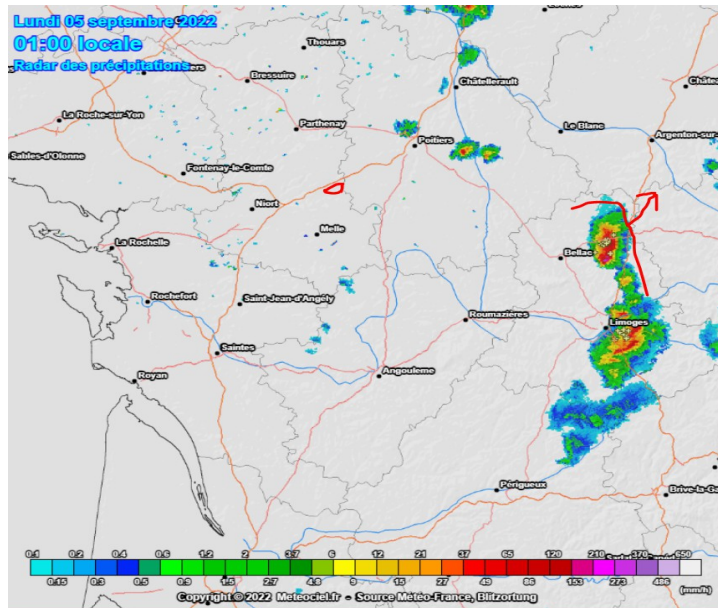 Lundi 05 septembre 2022
01:00 locale
Radar des précipitations
Thouars
Bressuire
Châtellerault
La Roche-sur-Yon
Parthenay
Le Blanc
Argenton-sur-
Poitiers
Sables-d'Olonne
Fontenay-le-Comte
Niort
Melle
La Rochelle
Bellac
Rochefort
Saint-Jean-d'Angély
Roumazières
Limoges
Saintes
Royan
Angouleme
Périgueux
Brive-la-Ga
0.1 0.2 0.4 0.6 1.2 2 3.7 6 12 21 37 65 120 210 370 650
0.15 0.3 0.5 0.9 1.5 2.7 4.8 9 15 27 49 86 153 273 486 (mm/h)
Copyright © 2022 Meteociel.fr - Source Météo-France, Blitzortung